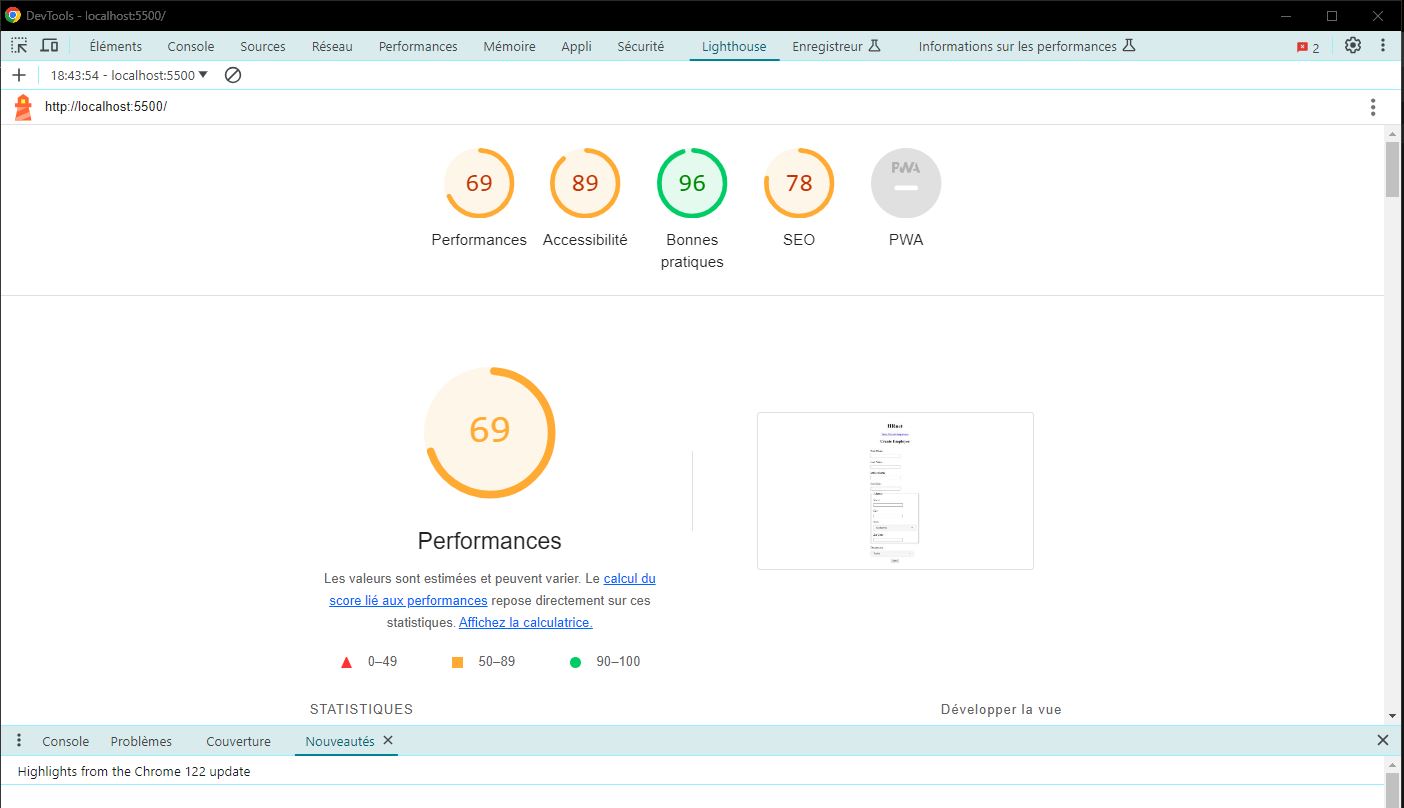 DevTools - localhost:5500/
Éléments Console Sources Réseau Performances Mémoire Appli Sécurité Lighthouse Enregistreur Informations sur les performances 2
18:43:54 - localhost:5500
http://localhost:5500/
69 89 96 78 PWA
Performances Accessibilité Bonnes pratiques SEO PWA
69
HRnet
Create Employee
Performances
Les valeurs sont estimées et peuvent varier. Le calcul du
score lié aux performances repose directement sur ces
statistiques. Affichez la calculatrice.
0–49 50–89 90–100
STATISTIQUES Développer la vue
Console Problèmes Couverture Nouveautés
Highlights from the Chrome 122 update